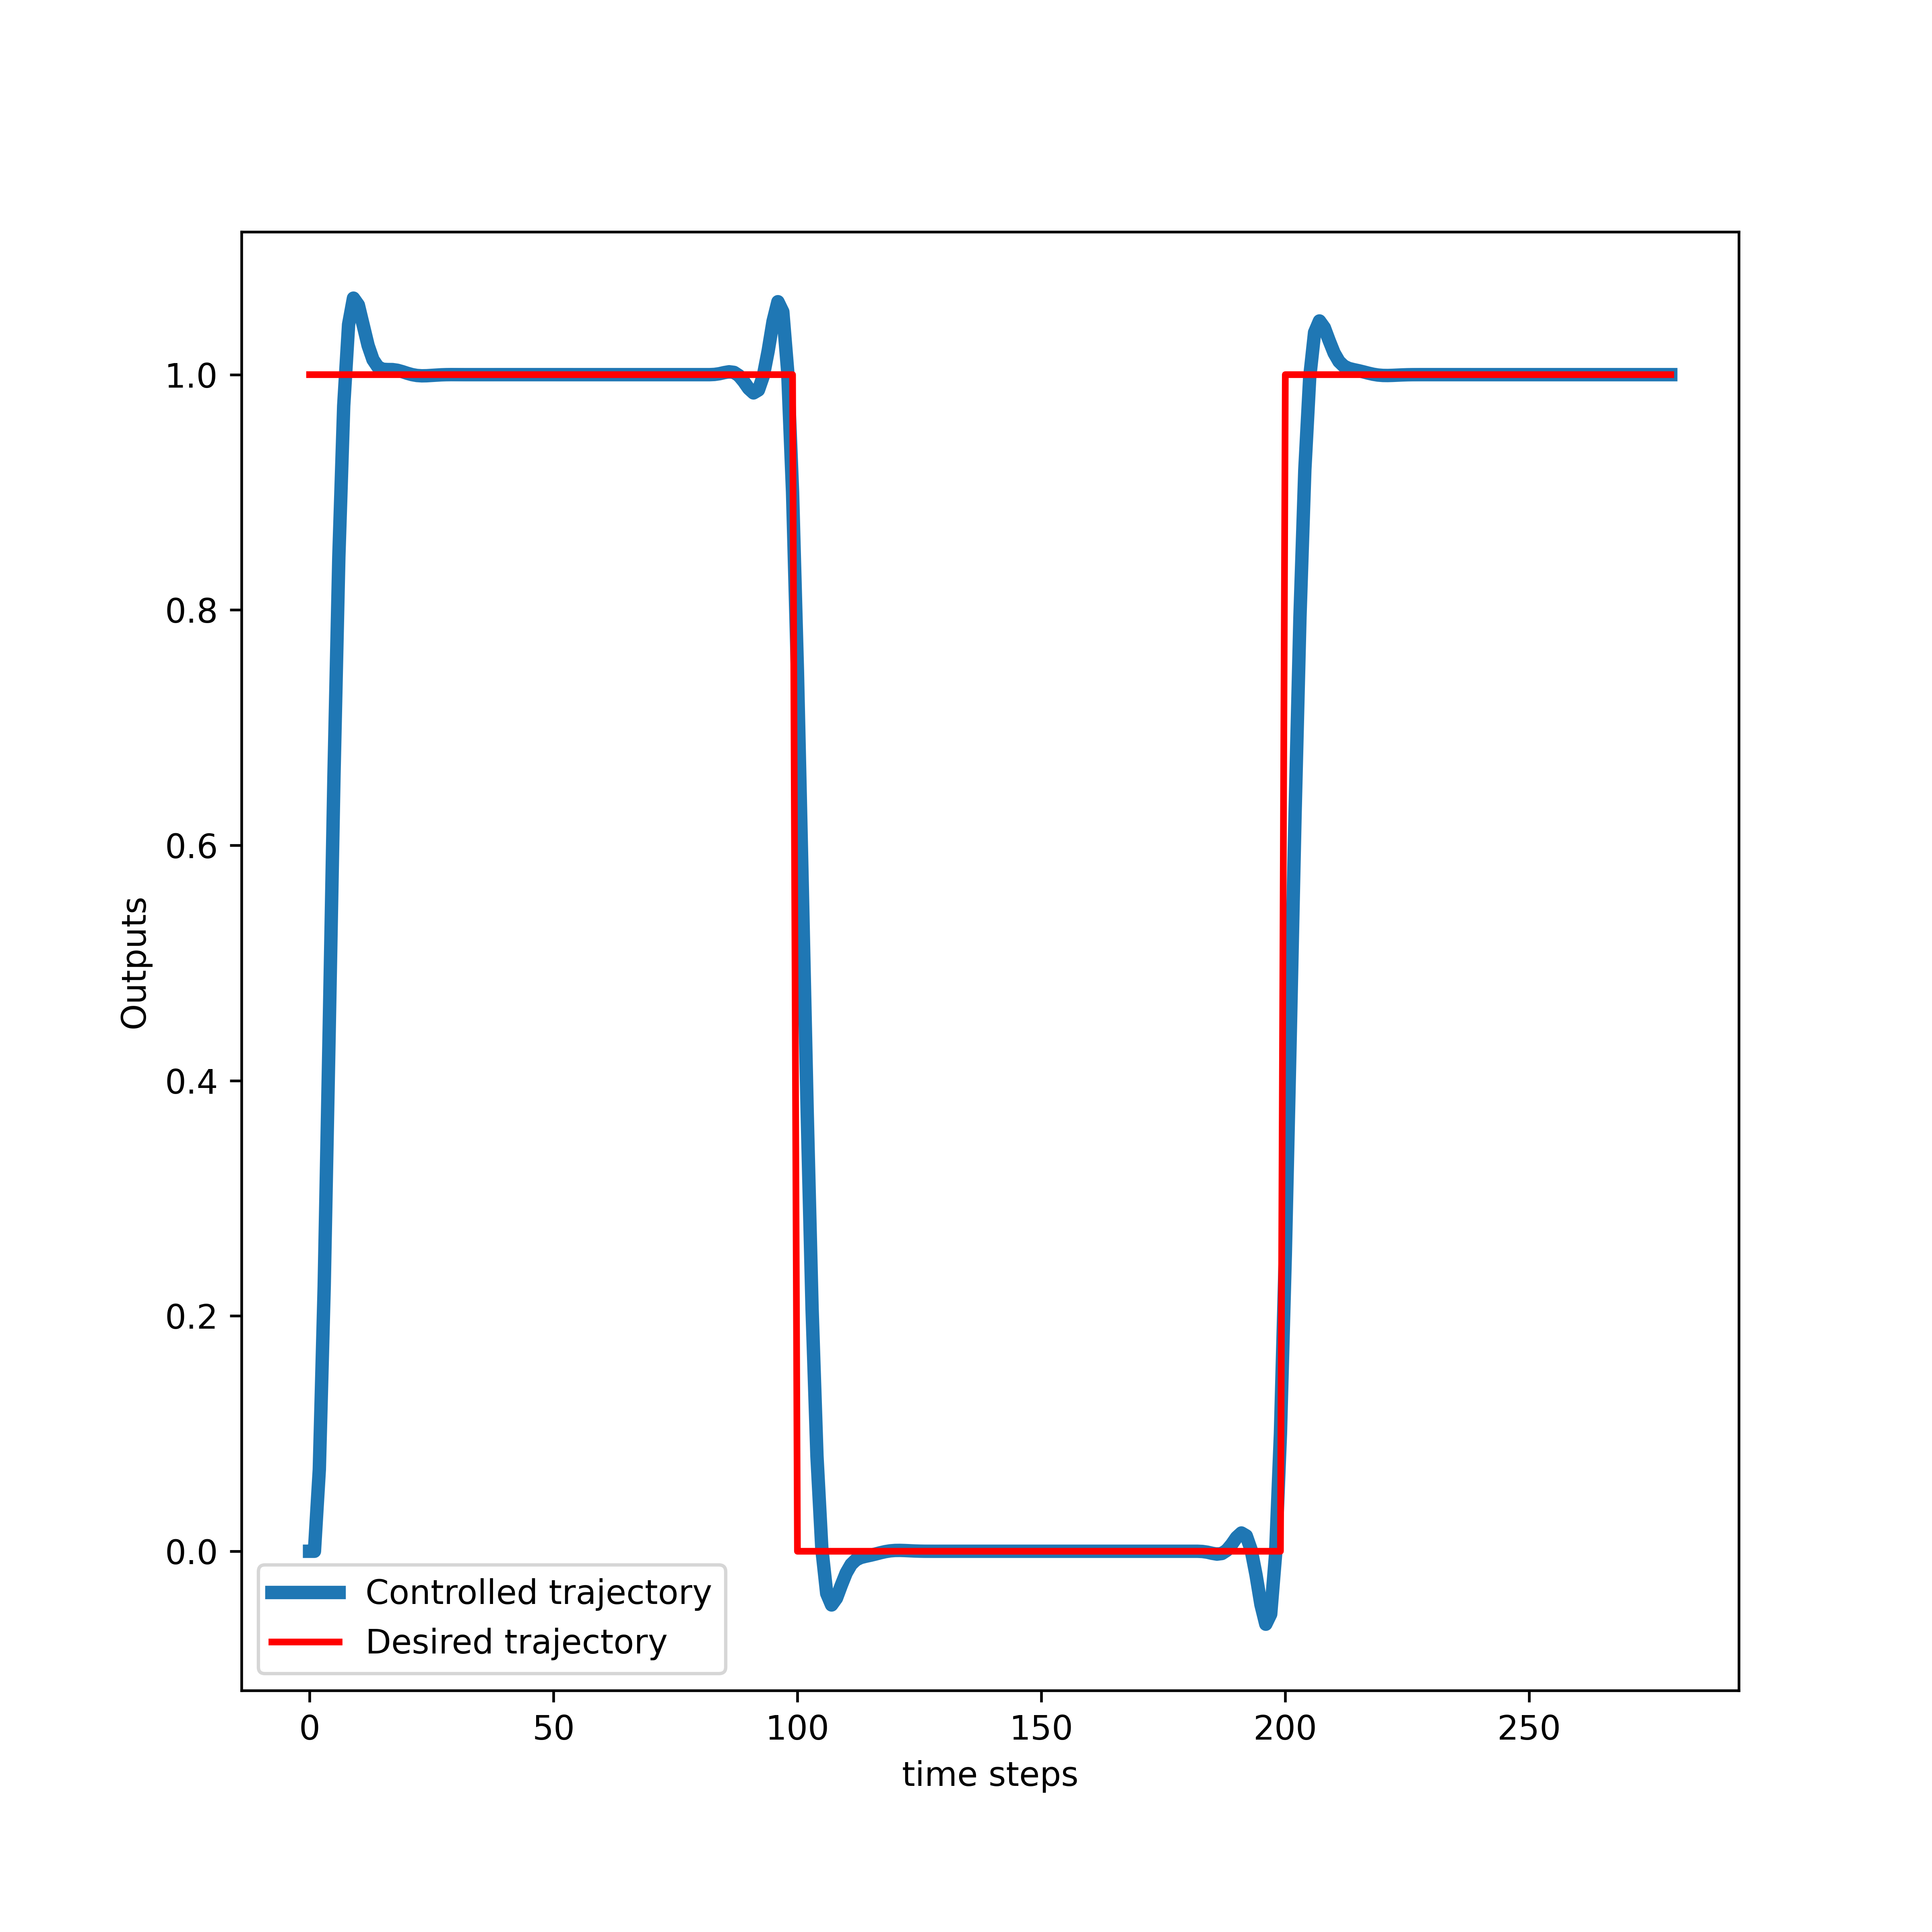 1.0
0.8
0.6
0.4
0.2
0.0
Outputs
Controlled trajectory
Desired trajectory
0 50 100 150 200 250
time steps